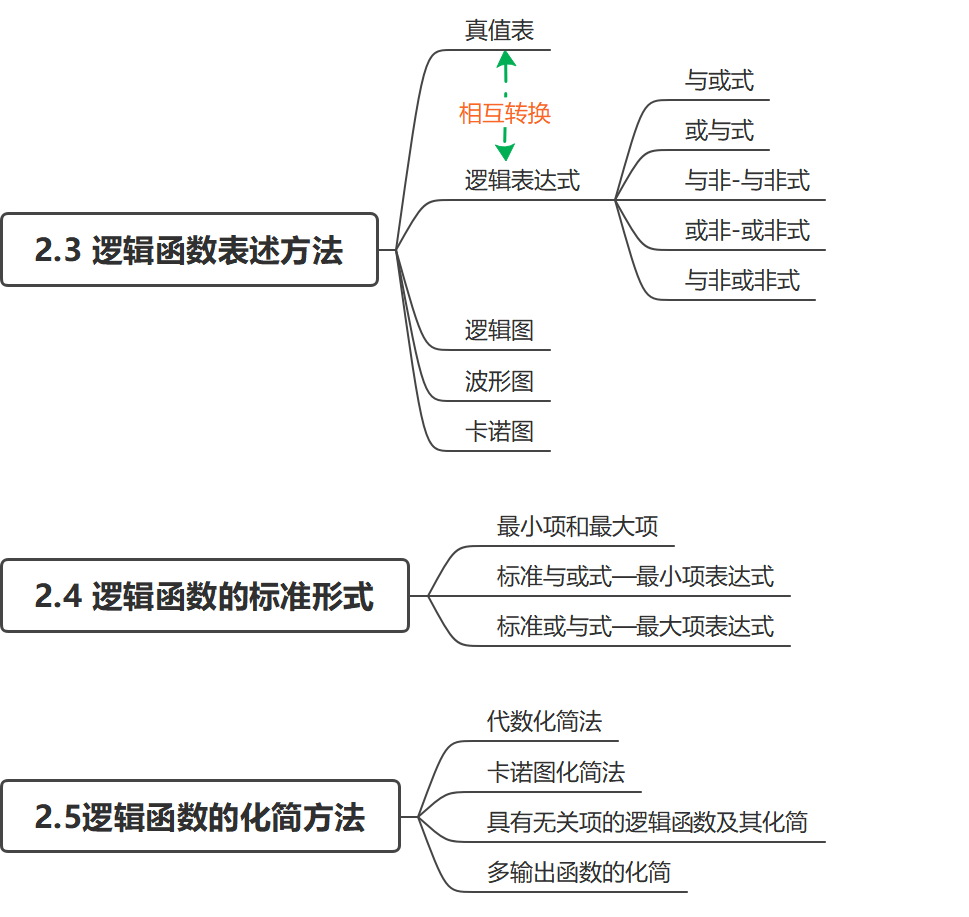 2.3 逻辑函数表述方法
真值表
相互转换
逻辑表达式
与或式
或与式
与非-与非式
或非-或非式
与非或非式
逻辑图
波形图
卡诺图
2.4 逻辑函数的标准形式
最小项和最大项
标准与或式—最小项表达式
标准或与式—最大项表达式
2.5逻辑函数的化简方法
代数化简法
卡诺图化简法
具有无关项的逻辑函数及其化简
多输出函数的化简